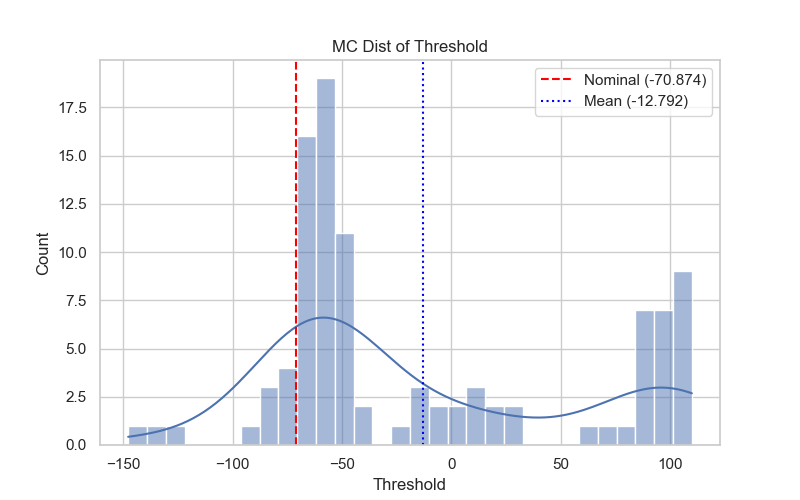 MC Dist of Threshold
Nominal (-70.874)
Mean (-12.792)
Count
17.5
15.0
12.5
10.0
7.5
5.0
2.5
0.0
−150 −100 −50 0 50 100
Threshold